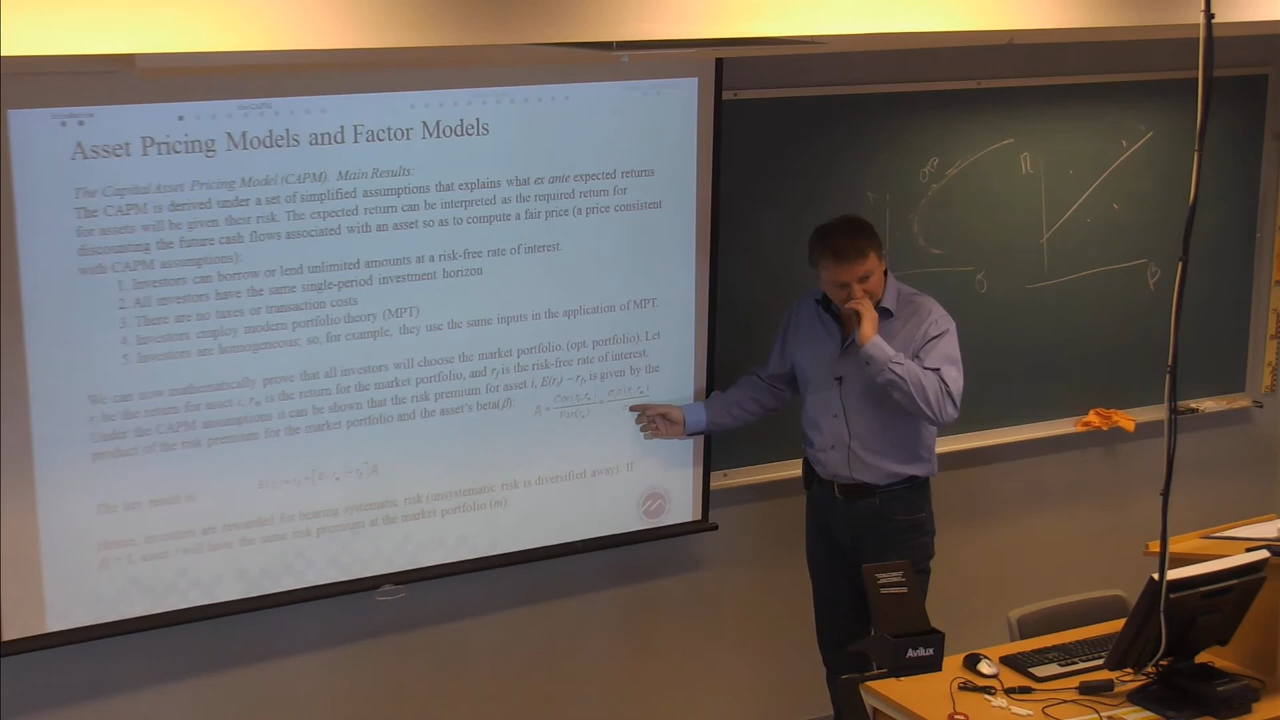 The CAPM
Asset Pricing Models and Factor Models
The Capital Asset Pricing Model (CAPM). Main Results:
The CAPM is derived under a set of simplified assumptions that explains what ex ante expected returns
for assets will be given their risk. The expected return can be interpreted as the required return for
discounting the future cash flows associated with an asset so as to compute a fair price (a price consistent
with CAPM assumptions):
1. Investors can borrow or lend unlimited amounts at a risk-free rate of interest.
2. All investors have the same single-period investment horizon
3. There are no taxes or transaction costs
4. Investors employ modern portfolio theory (MPT)
5. Investors are homogeneous; so, for example, they use the same inputs in the application of MPT.
We can now mathematically prove that all investors will choose the market portfolio. (opt. portfolio). Let
r be the return for asset i, rₘ is the return for the market portfolio, and r_f is the risk-free rate of interest.
Under the CAPM assumptions it can be shown that the risk premium for asset i, E(rᵢ) − r_f, is given by the
product of the risk premium for the market portfolio and the asset's beta(β):
The key result is:
Hence, investors are rewarded for bearing systematic risk (unsystematic risk is diversified away). If
β = 1, asset i will have the same risk premium at the market portfolio (m).
OPP
σ
R
β
Avilux